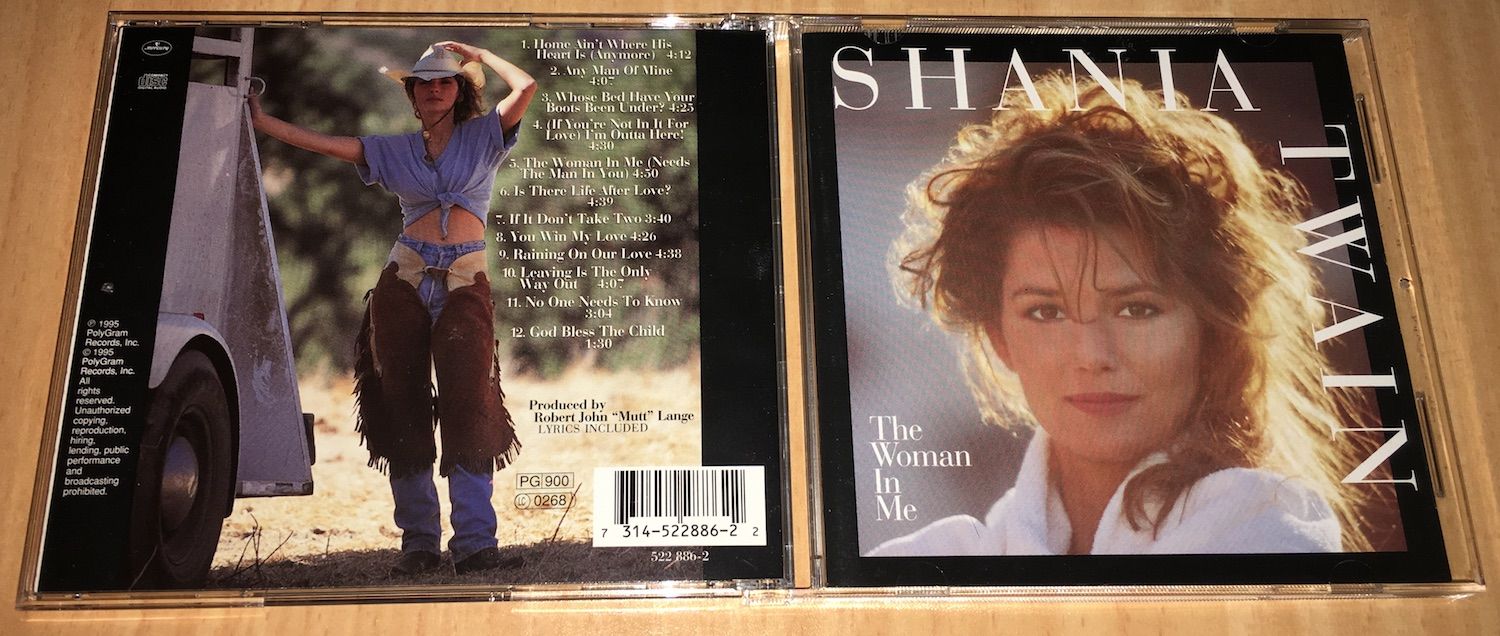 mercury
COMPACT
disc
DIGITAL AUDIO
1. Home Ain't Where His
Heart Is (Anymore) 4:12
2. Any Man Of Mine
4:07
3. Whose Bed Have Your
Boots Been Under? 4:25
4. (If You're Not In It For
Love) I'm Outta Here!
4:30
5. The Woman In Me (Needs
The Man In You) 4:50
6. Is There Life After Love?
4:39
7. If It Don't Take Two 3:40
8. You Win My Love 4:26
9. Raining On Our Love 4:38
10. Leaving Is The Only
Way Out 4:07
11. No One Needs To Know
3:04
12. God Bless The Child
1:30
Produced by
Robert John “Mutt” Lange
LYRICS INCLUDED
℗ 1995
PolyGram
Records, Inc.
© 1995
PolyGram
Records, Inc.
All
rights
reserved.
Unauthorized
copying,
reproduction,
hiring,
lending, public
performance
and
broadcasting
prohibited.
PG 900
LC 0268
7 314-522886-2 2
522 886-2
SHANIA
TWAIN
The
Woman
In
Me